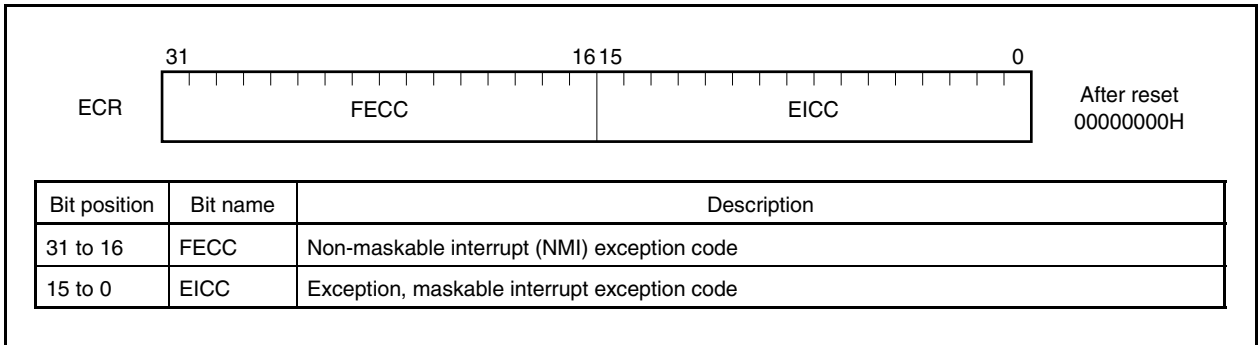 31 16 15 0
ECR FECC EICC After reset
00000000H
Bit position Bit name Description
31 to 16 FECC Non-maskable interrupt (NMI) exception code
15 to 0 EICC Exception, maskable interrupt exception code